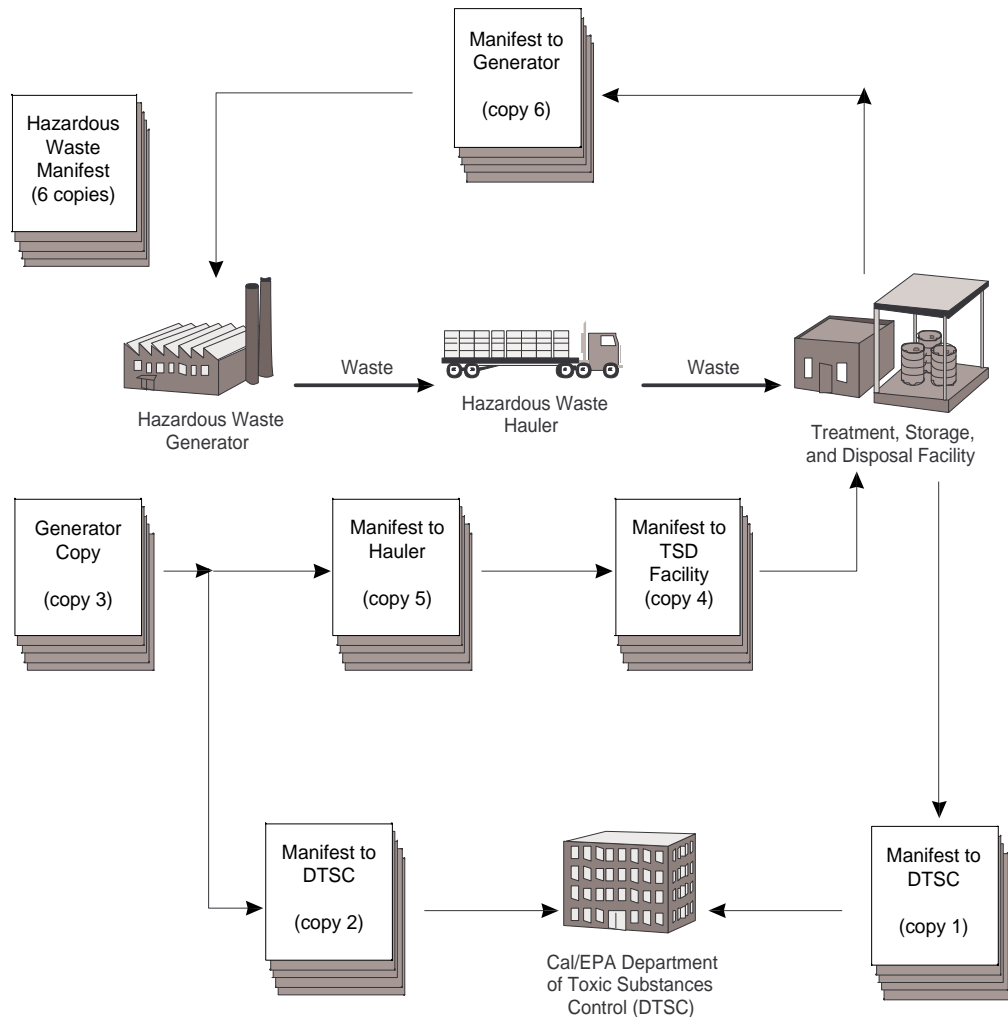 Manifest to
Generator
(copy 6)
Hazardous
Waste
Manifest
(6 copies)
Waste
Waste
Hazardous Waste
Generator
Hazardous Waste
Hauler
Treatment, Storage,
and Disposal Facility
Generator
Copy
(copy 3)
Manifest to
Hauler
(copy 5)
Manifest to
TSD
Facility
(copy 4)
Manifest to
DTSC
(copy 2)
Cal/EPA Department
of Toxic Substances
Control (DTSC)
Manifest to
DTSC
(copy 1)